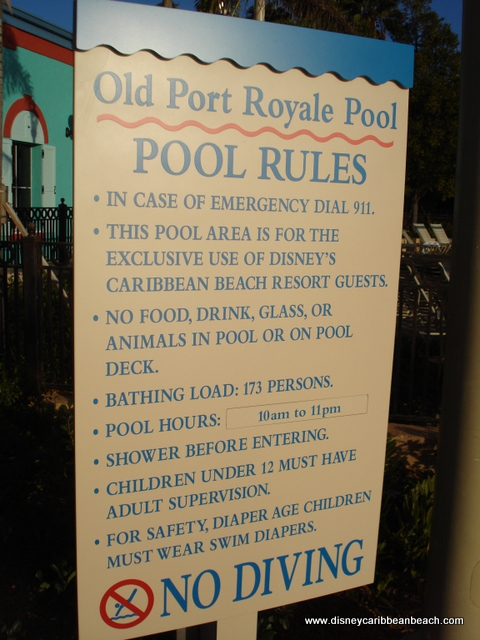 Old Port Royale Pool
POOL RULES
• IN CASE OF EMERGENCY DIAL 911.
• THIS POOL AREA IS FOR THE
EXCLUSIVE USE OF DISNEY'S
CARIBBEAN BEACH RESORT GUESTS.
• NO FOOD, DRINK, GLASS, OR
ANIMALS IN POOL OR ON POOL
DECK.
• BATHING LOAD: 173 PERSONS.
• POOL HOURS: 10am to 11pm
• SHOWER BEFORE ENTERING.
• CHILDREN UNDER 12 MUST HAVE
ADULT SUPERVISION.
• FOR SAFETY, DIAPER AGE CHILDREN
MUST WEAR SWIM DIAPERS.
NO DIVING
www.disneycaribbeanbeach.com